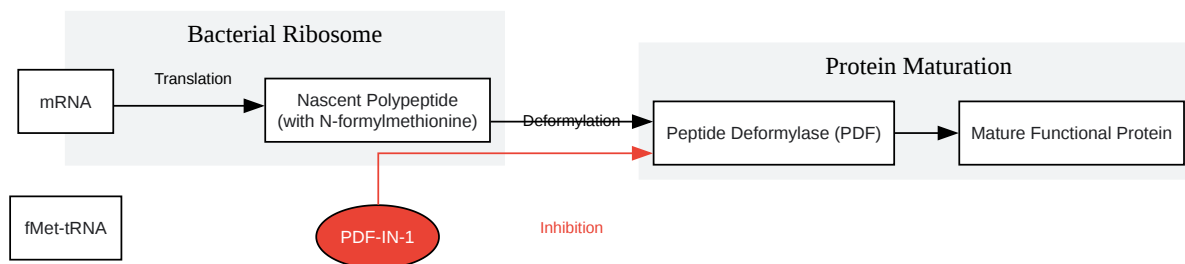 Bacterial Ribosome
Protein Maturation
Translation
mRNA
Nascent Polypeptide
(with N-formylmethionine)
Deformylation
Peptide Deformylase (PDF)
Mature Functional Protein
fMet-tRNA
PDF-IN-1
Inhibition